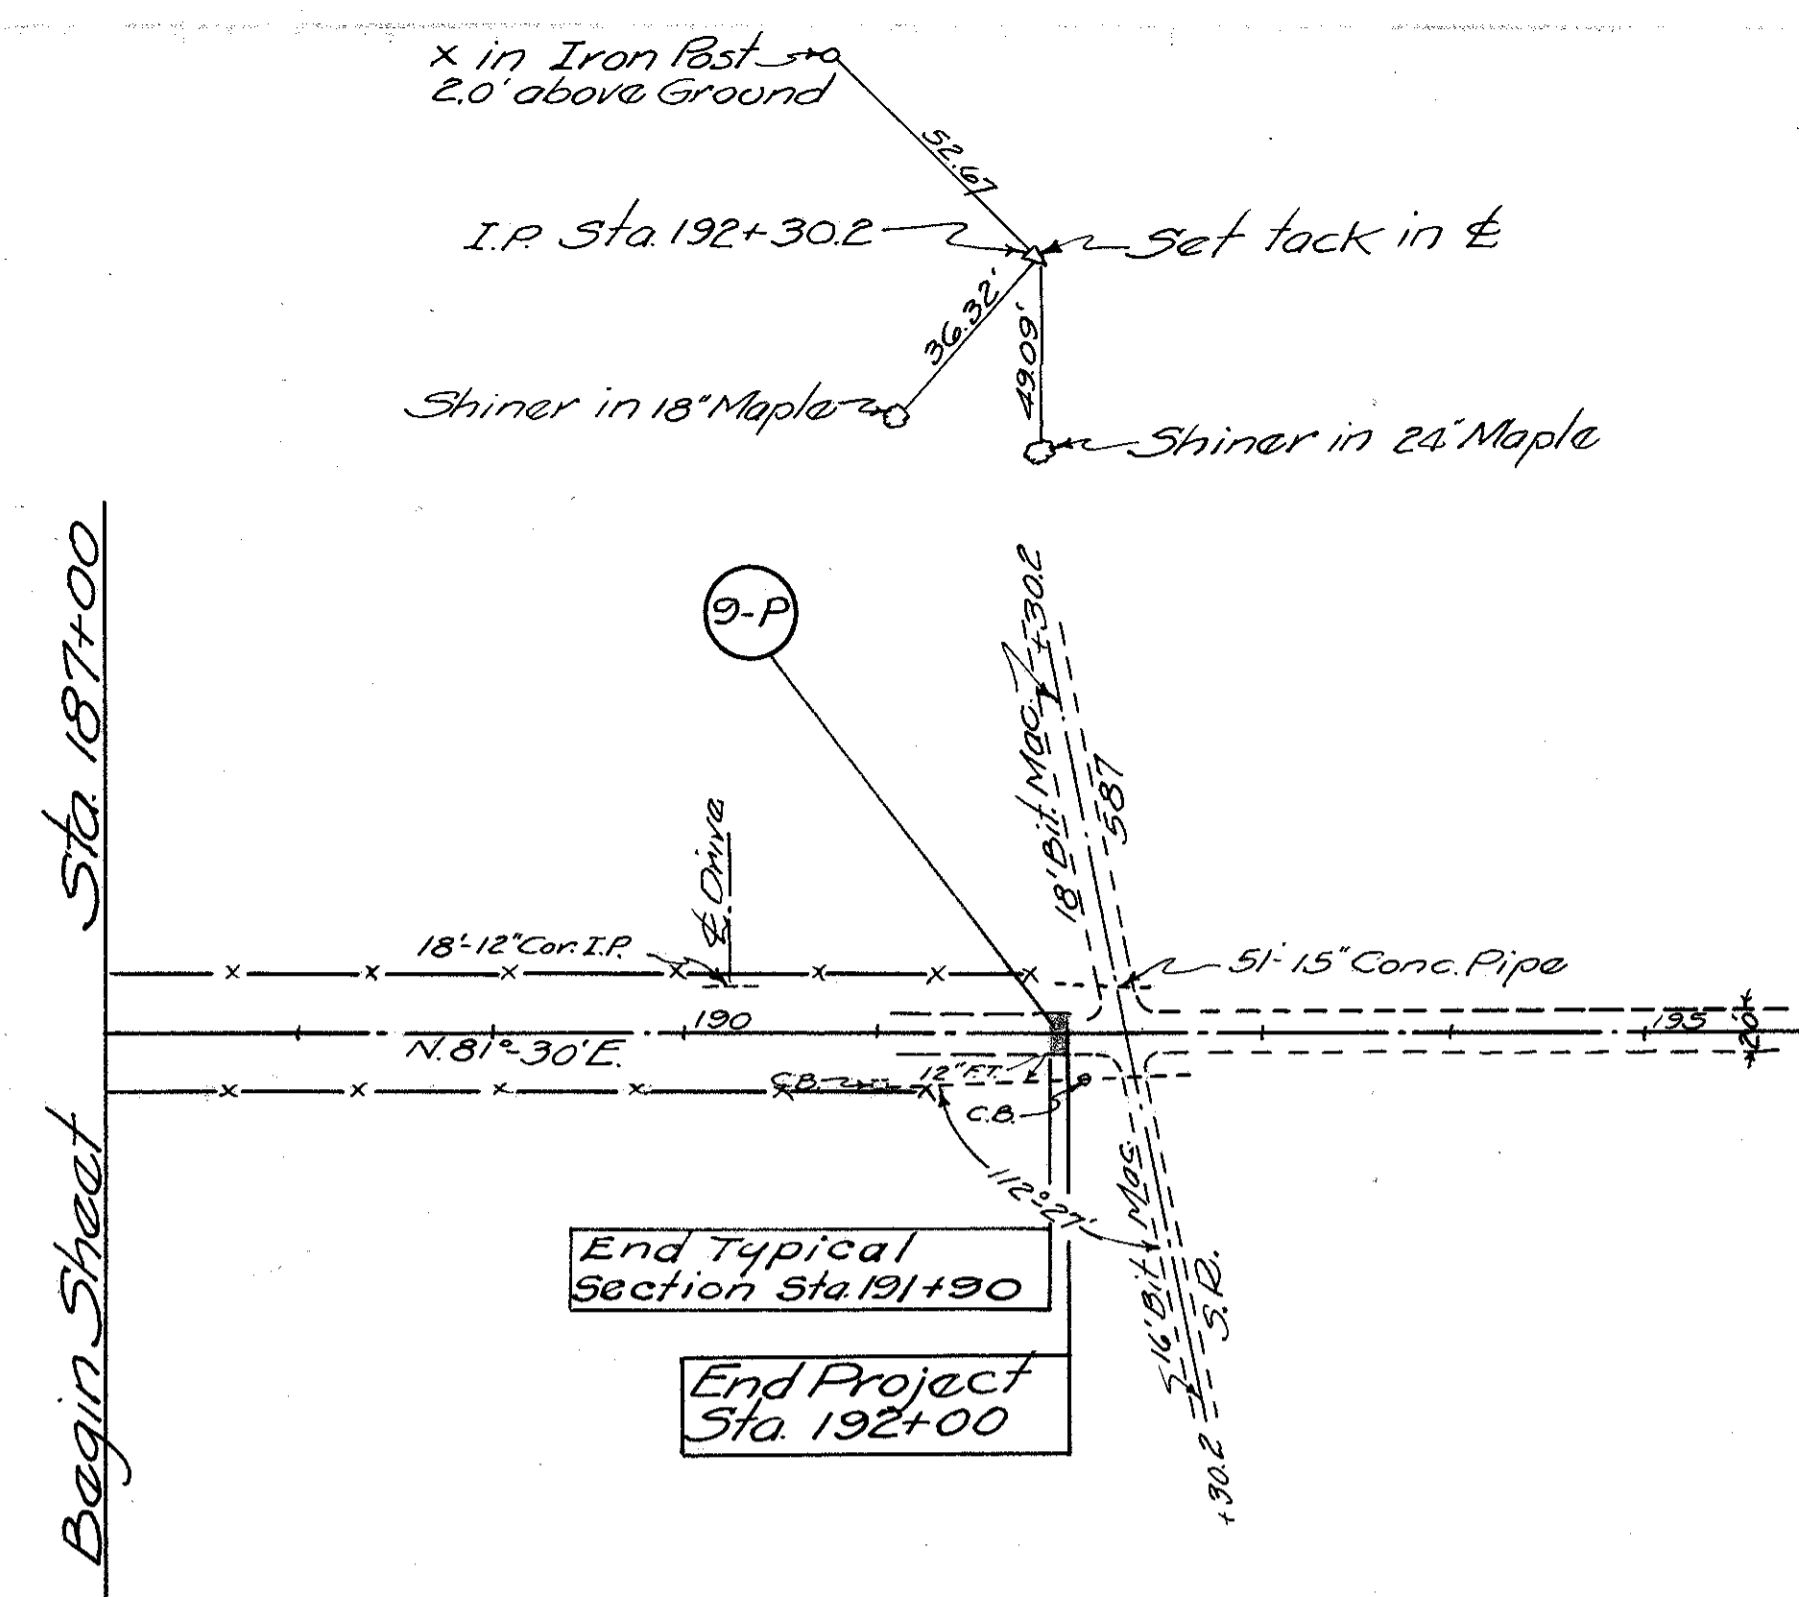 x in Iron Post
2.0' above Ground
52.67
I.P. Sta. 192+30.2
Set tack in ℄
36.32'
49.09'
Shiner in 18" Maple
Shiner in 24" Maple
Sta. 187+00
Begin Sheet
9-P
+30.2
18' Bit. Mac.
587
℄ Drive
18'-12" Cor. I.P.
51'-15" Conc. Pipe
190
195
20'
N. 81°-30' E.
C.B.
12" F.T.
C.B.
112°-27'
End Typical
Section Sta. 191+90
16' Bit Mac.
S.R.
End Project
Sta. 192+00
+30.2